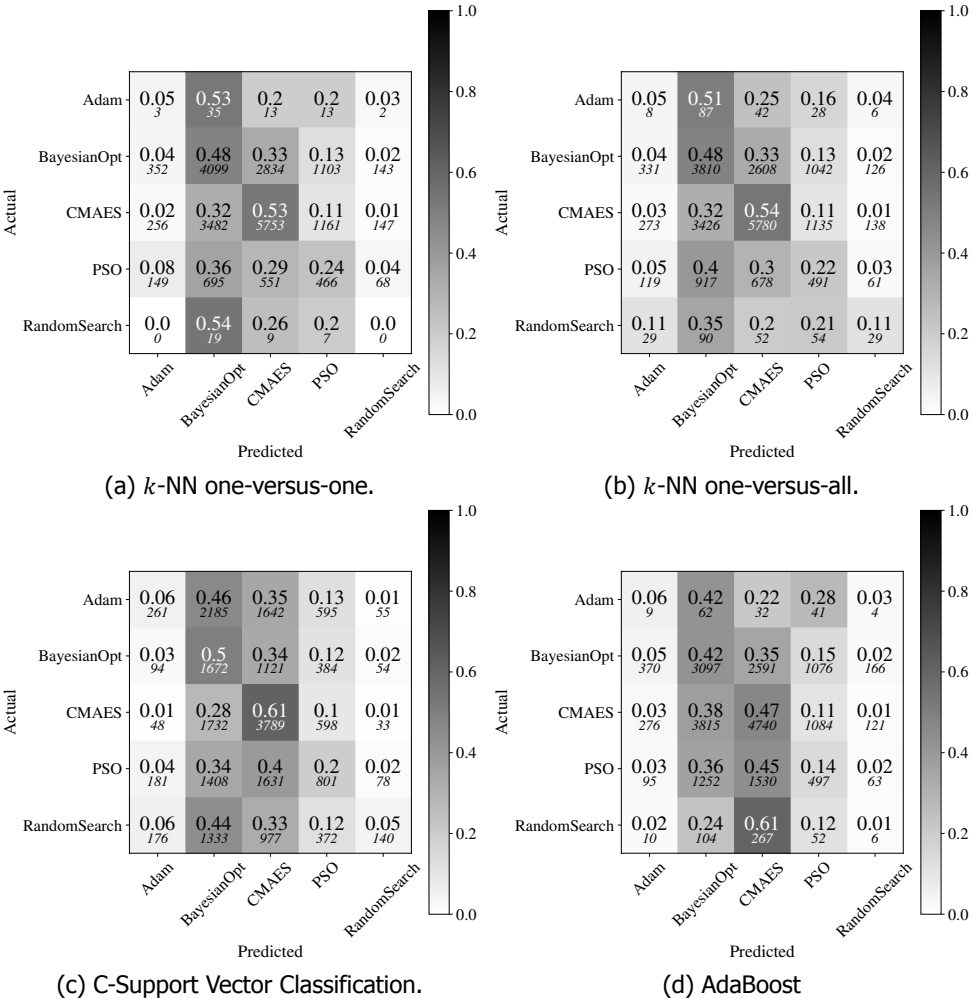 1.0
0.8
0.6
0.4
0.2
0.0
Actual
Adam 0.05 0.53 0.2 0.2 0.03
3 35 13 13 2
BayesianOpt 0.04 0.48 0.33 0.13 0.02
352 4099 2834 1103 143
CMAES 0.02 0.32 0.53 0.11 0.01
256 3482 5753 1161 147
PSO 0.08 0.36 0.29 0.24 0.04
149 695 551 466 68
RandomSearch 0.0 0.54 0.26 0.2 0.0
0 19 9 7 0
Adam BayesianOpt CMAES PSO RandomSearch
Predicted
(a) k-NN one-versus-one.
1.0
0.8
0.6
0.4
0.2
0.0
Actual
Adam 0.05 0.51 0.25 0.16 0.04
8 87 42 28 6
BayesianOpt 0.04 0.48 0.33 0.13 0.02
331 3810 2608 1042 126
CMAES 0.03 0.32 0.54 0.11 0.01
273 3426 5780 1135 138
PSO 0.05 0.4 0.3 0.22 0.03
119 917 678 491 61
RandomSearch 0.11 0.35 0.2 0.21 0.11
29 90 52 54 29
Adam BayesianOpt CMAES PSO RandomSearch
Predicted
(b) k-NN one-versus-all.
1.0
0.8
0.6
0.4
0.2
0.0
Actual
Adam 0.06 0.46 0.35 0.13 0.01
261 2185 1642 595 55
BayesianOpt 0.03 0.5 0.34 0.12 0.02
94 1672 1121 384 54
CMAES 0.01 0.28 0.61 0.1 0.01
48 1732 3789 598 33
PSO 0.04 0.34 0.4 0.2 0.02
181 1408 1631 801 78
RandomSearch 0.06 0.44 0.33 0.12 0.05
176 1333 977 372 140
Adam BayesianOpt CMAES PSO RandomSearch
Predicted
(c) C-Support Vector Classification.
1.0
0.8
0.6
0.4
0.2
0.0
Actual
Adam 0.06 0.42 0.22 0.28 0.03
9 62 32 41 4
BayesianOpt 0.05 0.42 0.35 0.15 0.02
370 3097 2591 1076 166
CMAES 0.03 0.38 0.47 0.11 0.01
276 3815 4740 1084 121
PSO 0.03 0.36 0.45 0.14 0.02
95 1252 1530 497 63
RandomSearch 0.02 0.24 0.61 0.12 0.01
10 104 267 52 6
Adam BayesianOpt CMAES PSO RandomSearch
Predicted
(d) AdaBoost